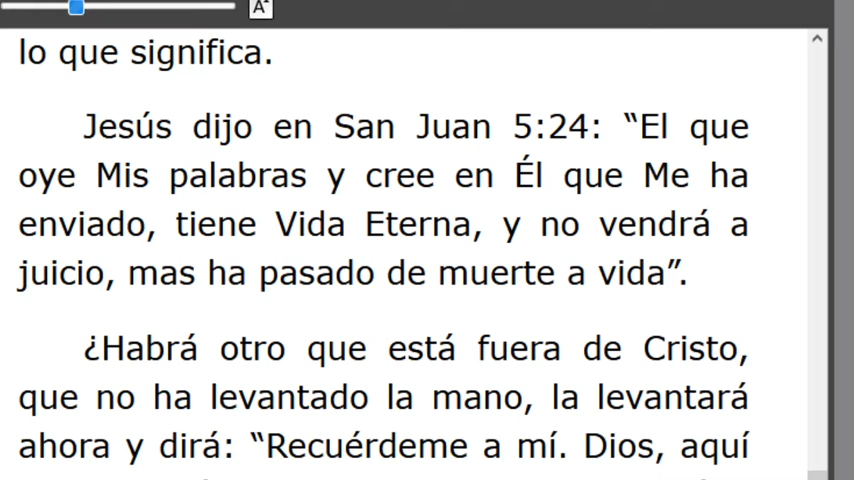 A
lo que significa.
Jesús dijo en San Juan 5:24: “El que
oye Mis palabras y cree en Él que Me ha
enviado, tiene Vida Eterna, y no vendrá a
juicio, mas ha pasado de muerte a vida”.
¿Habrá otro que está fuera de Cristo,
que no ha levantado la mano, la levantará
ahora y dirá: “Recuérdeme a mí. Dios, aquí